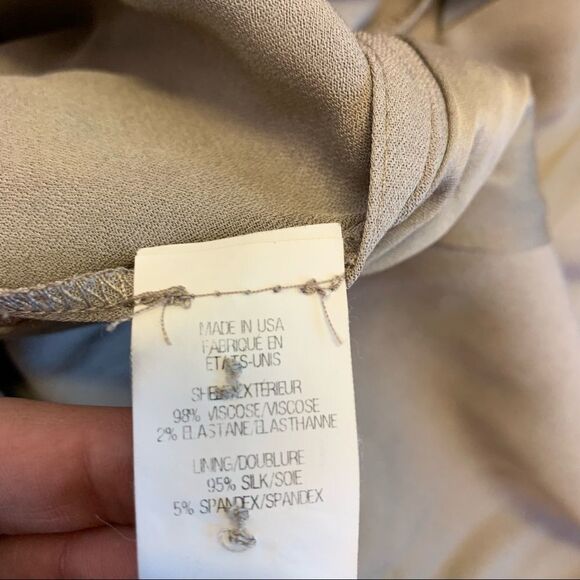 MADE IN USA
FABRIQUÉ EN
ÉTATS-UNIS
SHELL/EXTÉRIEUR
98% VISCOSE/VISCOSE
2% ELASTANE/ELASTHANNE
LINING/DOUBLURE
95% SILK/SOIE
5% SPANDEX/SPANDEX